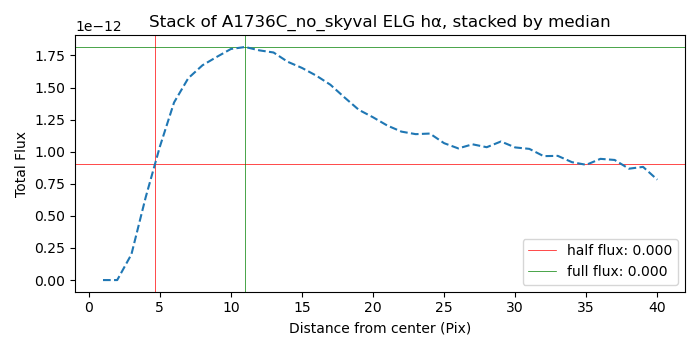 Stack of A1736C_no_skyval ELG hα, stacked by median
1e−12
1.75
1.50
1.25
1.00
0.75
0.50
0.25
0.00
Total Flux
half flux: 0.000
full flux: 0.000
0 5 10 15 20 25 30 35 40
Distance from center (Pix)